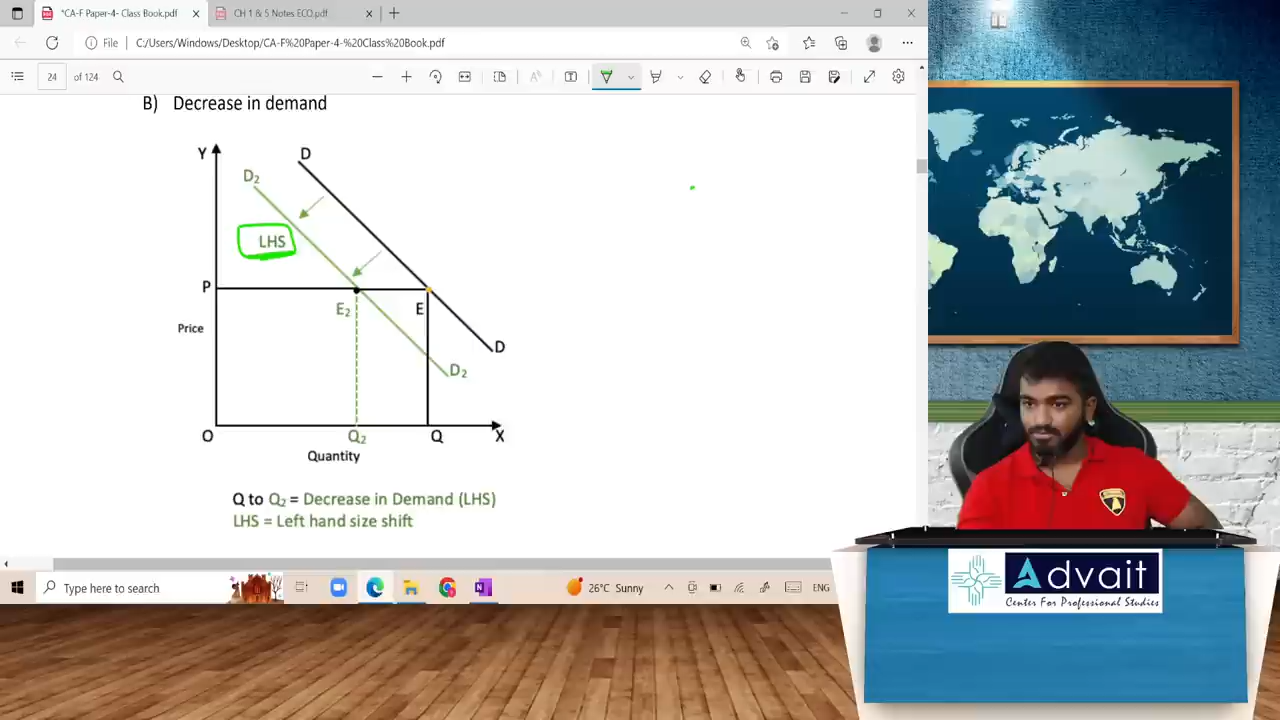 *CA-F Paper-4- Class Book.pdf
CH 1 & 5 Notes ECO.pdf
File
C:/Users/Windows/Desktop/CA-F%20Paper-4-%20Class%20Book.pdf
24 of 124
B) Decrease in demand
Y
D
D2
LHS
P
E2
E
Price
D
D2
O
Q2
Q
X
Quantity
Q to Q2 = Decrease in Demand (LHS)
LHS = Left hand size shift
Type here to search
26°C Sunny
ENG
Advait
Center For Professional Studies